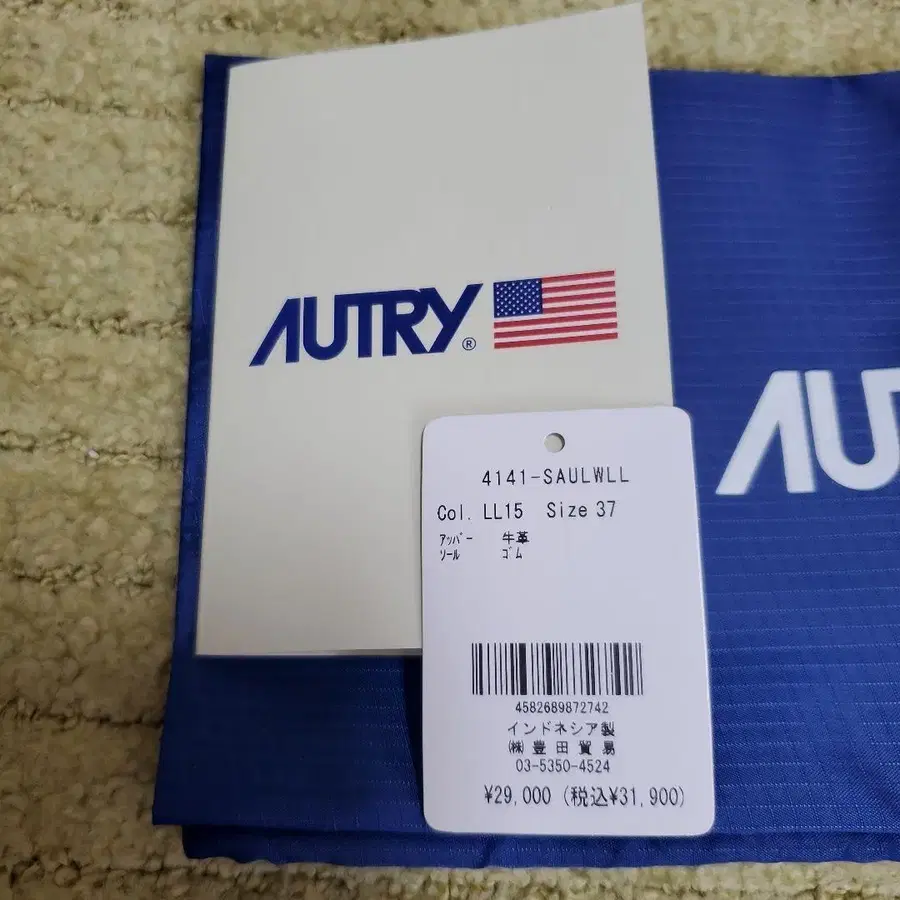 AUTRY®
AU
4141-SAULWLL
Col. LL15 Size 37
ｱｯﾊﾟｰ 牛革
ｿｰﾙ ｺﾞﾑ
4582689872742
インドネシア製
㈱豊田貿易
03-5350-4524
¥29,000 (税込¥31,900)